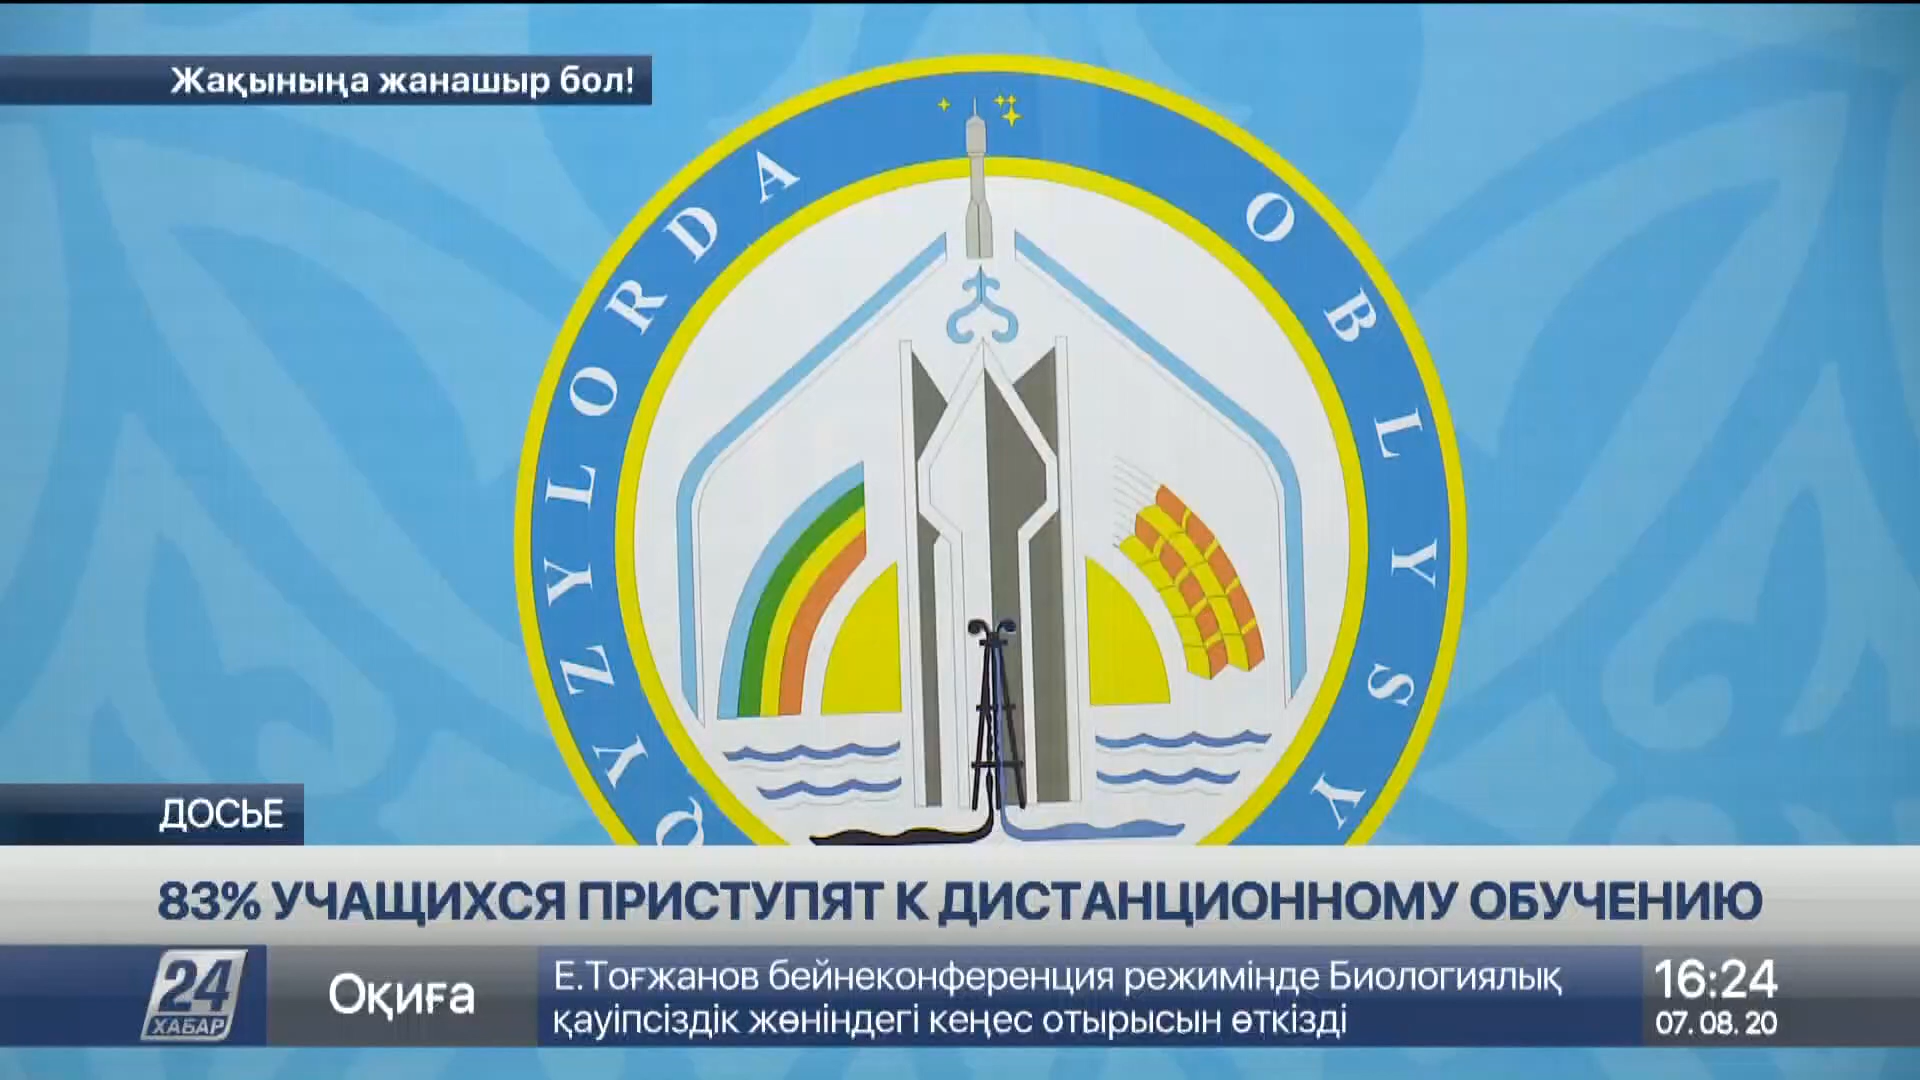 Жақыныңа жанашыр бол!
QYZYLORDA OBLYSY
ДОСЬЕ
83% УЧАЩИХСЯ ПРИСТУПЯТ К ДИСТАНЦИОННОМУ ОБУЧЕНИЮ
24
ХАБАР
Оқиға
Е.Тоғжанов бейнеконференция режимінде Биологиялық
қауіпсіздік жөніндегі кеңес отырысын өткізді
16:24
07. 08. 20